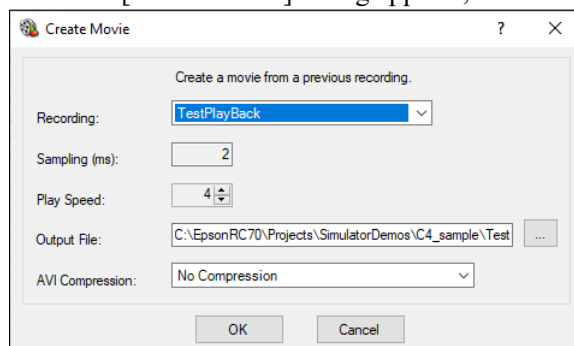 Create Movie ? ×
Create a movie from a previous recording.
Recording: TestPlayBack
Sampling (ms): 2
Play Speed: 4
Output File: C:\EpsonRC70\Projects\SimulatorDemos\C4_sample\Test ...
AVI Compression: No Compression
OK Cancel